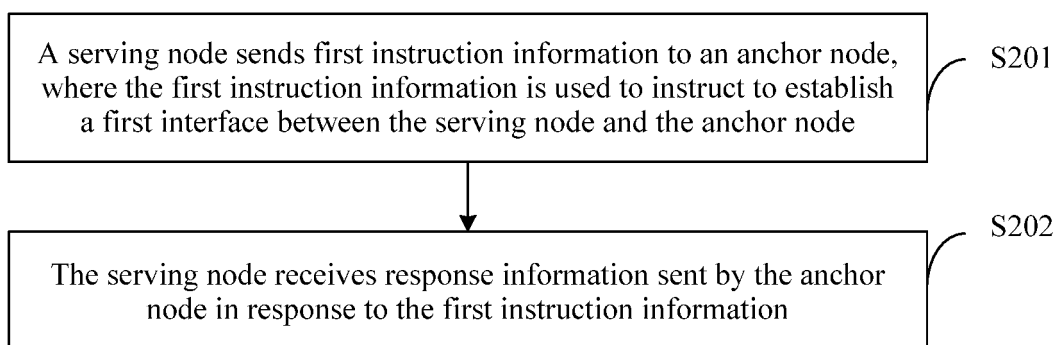 A serving node sends first instruction information to an anchor node,
where the first instruction information is used to instruct to establish
a first interface between the serving node and the anchor node
S201
The serving node receives response information sent by the anchor
node in response to the first instruction information
S202